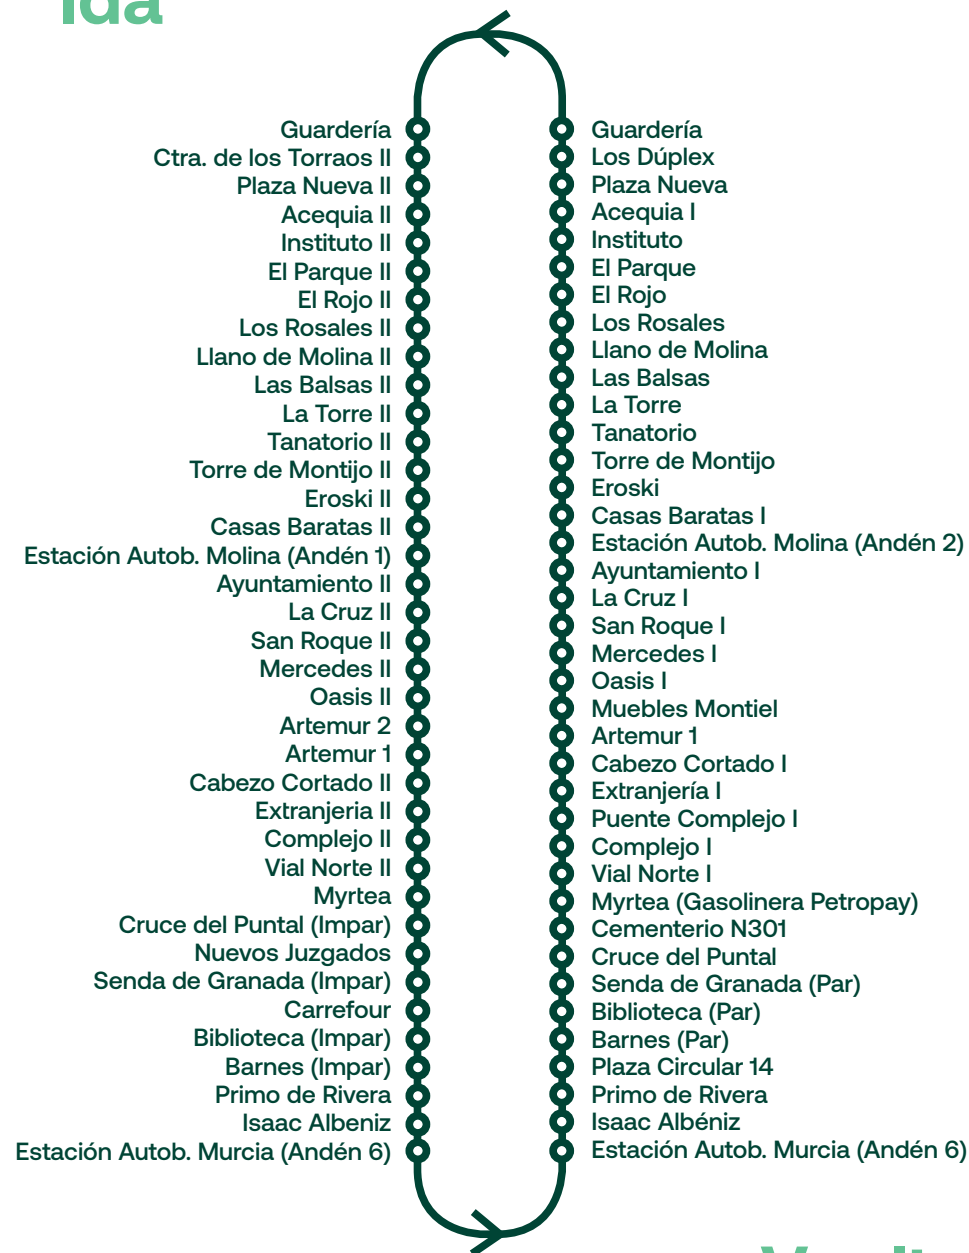 Ida
Guardería
Ctra. de los Torraos II
Plaza Nueva II
Acequia II
Instituto II
El Parque II
El Rojo II
Los Rosales II
Llano de Molina II
Las Balsas II
La Torre II
Tanatorio II
Torre de Montijo II
Eroski II
Casas Baratas II
Estación Autob. Molina (Andén 1)
Ayuntamiento II
La Cruz II
San Roque II
Mercedes II
Oasis II
Artemur 2
Artemur 1
Cabezo Cortado II
Extranjeria II
Complejo II
Vial Norte II
Myrtea
Cruce del Puntal (Impar)
Nuevos Juzgados
Senda de Granada (Impar)
Carrefour
Biblioteca (Impar)
Barnes (Impar)
Primo de Rivera
Isaac Albeniz
Estación Autob. Murcia (Andén 6)
Guardería
Los Dúplex
Plaza Nueva
Acequia I
Instituto
El Parque
El Rojo
Los Rosales
Llano de Molina
Las Balsas
La Torre
Tanatorio
Torre de Montijo
Eroski
Casas Baratas I
Estación Autob. Molina (Andén 2)
Ayuntamiento I
La Cruz I
San Roque I
Mercedes I
Oasis I
Muebles Montiel
Artemur 1
Cabezo Cortado I
Extranjería I
Puente Complejo I
Complejo I
Vial Norte I
Myrtea (Gasolinera Petropay)
Cementerio N301
Cruce del Puntal
Senda de Granada (Par)
Biblioteca (Par)
Barnes (Par)
Plaza Circular 14
Primo de Rivera
Isaac Albéniz
Estación Autob. Murcia (Andén 6)